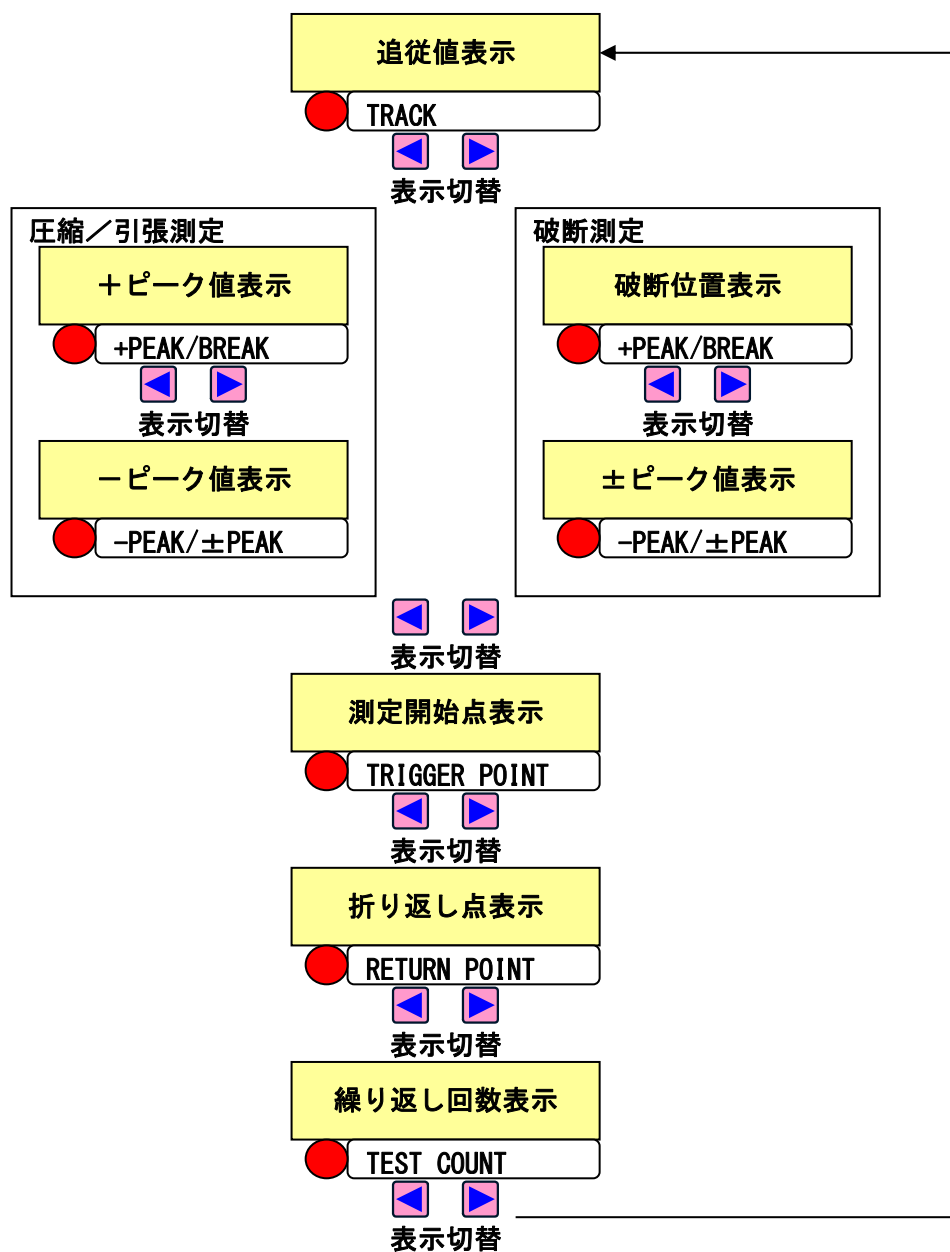 追従値表示
TRACK
表示切替
圧縮／引張測定
＋ピーク値表示
+PEAK/BREAK
表示切替
－ピーク値表示
-PEAK/±PEAK
破断測定
破断位置表示
+PEAK/BREAK
表示切替
±ピーク値表示
-PEAK/±PEAK
表示切替
測定開始点表示
TRIGGER POINT
表示切替
折り返し点表示
RETURN POINT
表示切替
繰り返し回数表示
TEST COUNT
表示切替